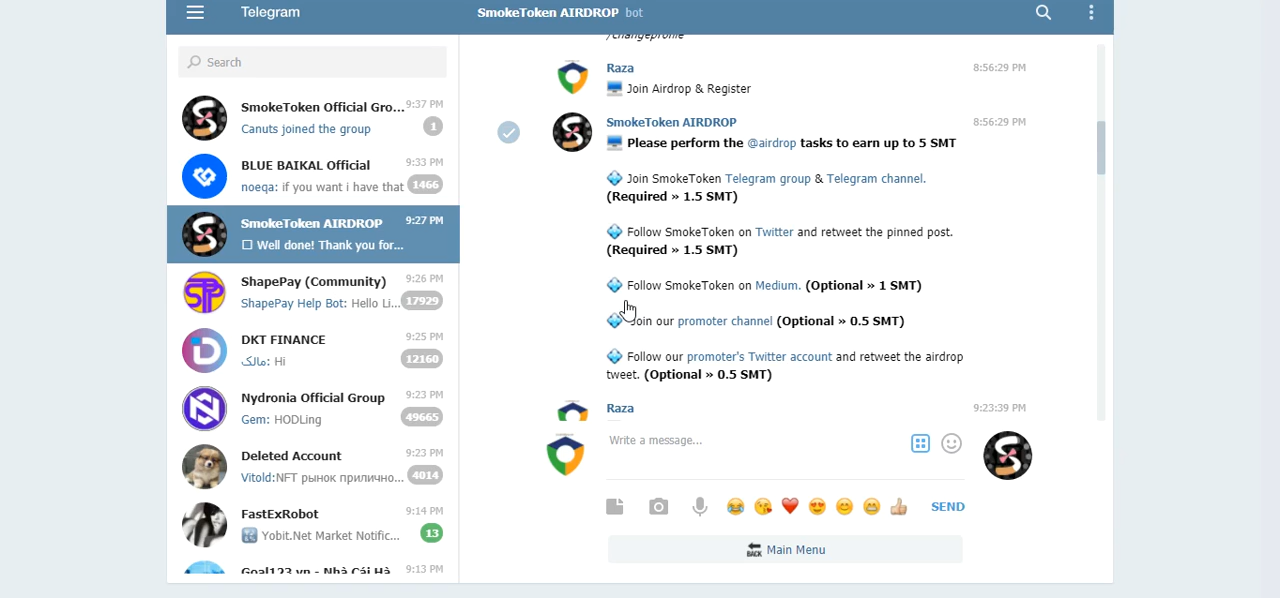 Telegram
SmokeToken AIRDROP bot
Search
SmokeToken Official Gro... 9:37 PM
Canuts joined the group 1
BLUE BAIKAL Official 9:33 PM
noeqa: if you want i have that 1466
SmokeToken AIRDROP 9:27 PM
Well done! Thank you for...
ShapePay (Community) 9:26 PM
ShapePay Help Bot: Hello Li... 17929
DKT FINANCE 9:25 PM
مالک: Hi 12160
Nydronia Official Group 9:23 PM
Gem: HODLing 49665
Deleted Account 9:23 PM
Vitold:NFT рынок прилично... 4014
FastExRobot 9:14 PM
Yobit.Net Market Notific... 13
Goal123.vn - Nhà Cái Hà 9:13 PM
/changeprofile
Raza 8:56:29 PM
Join Airdrop & Register
SmokeToken AIRDROP 8:56:29 PM
Please perform the @airdrop tasks to earn up to 5 SMT
Join SmokeToken Telegram group & Telegram channel.
(Required » 1.5 SMT)
Follow SmokeToken on Twitter and retweet the pinned post.
(Required » 1.5 SMT)
Follow SmokeToken on Medium. (Optional » 1 SMT)
Join our promoter channel (Optional » 0.5 SMT)
Follow our promoter's Twitter account and retweet the airdrop
tweet. (Optional » 0.5 SMT)
Raza 9:23:39 PM
Write a message...
SEND
BACK Main Menu